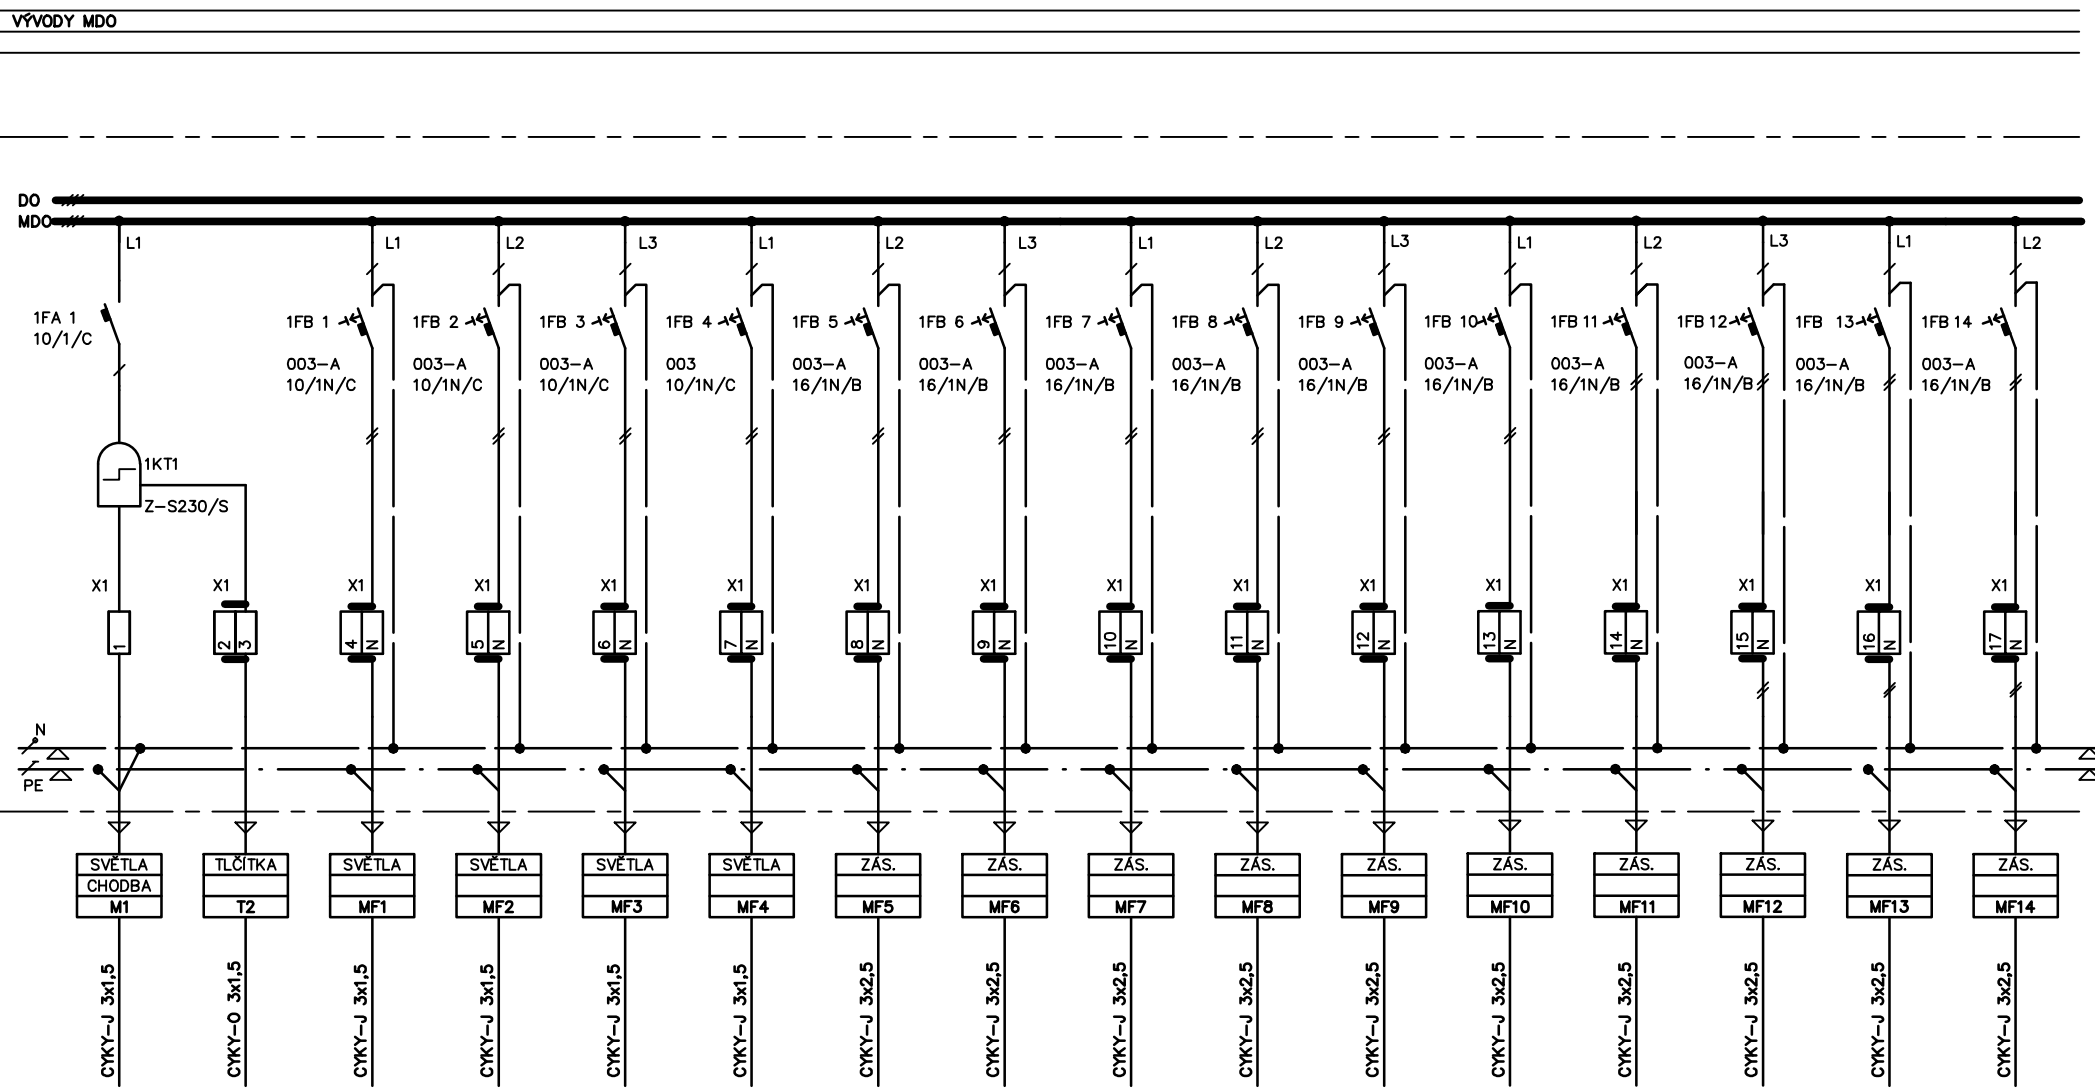 VÝVODY MDO
DO
MDO
L1 L1 L2 L3 L1 L2 L3 L1 L2 L3 L1 L2 L3 L1 L2
1FA 1 1FB 1 1FB 2 1FB 3 1FB 4 1FB 5 1FB 6 1FB 7 1FB 8 1FB 9 1FB 10 1FB 11 1FB 12 1FB 13 1FB 14
10/1/C
003-A 003-A 003-A 003 003-A 003-A 003-A 003-A 003-A 003-A 003-A 003-A 003-A 003-A
10/1N/C 10/1N/C 10/1N/C 10/1N/C 16/1N/B 16/1N/B 16/1N/B 16/1N/B 16/1N/B 16/1N/B 16/1N/B 16/1N/B 16/1N/B 16/1N/B
1KT1
Z-S230/S
X1 X1 X1 X1 X1 X1 X1 X1 X1 X1 X1 X1 X1 X1 X1 X1
1 2 3 4 N 5 N 6 N 7 N 8 N 9 N 10 N 11 N 12 N 13 N 14 N 15 N 16 N 17 N
N
PE
SVĚTLA TLČÍTKA SVĚTLA SVĚTLA SVĚTLA SVĚTLA ZÁS. ZÁS. ZÁS. ZÁS. ZÁS. ZÁS. ZÁS. ZÁS. ZÁS. ZÁS.
CHODBA
M1 T2 MF1 MF2 MF3 MF4 MF5 MF6 MF7 MF8 MF9 MF10 MF11 MF12 MF13 MF14
CYKY-J 3x1,5
CYKY-O 3x1,5
CYKY-J 3x1,5
CYKY-J 3x1,5
CYKY-J 3x1,5
CYKY-J 3x1,5
CYKY-J 3x2,5
CYKY-J 3x2,5
CYKY-J 3x2,5
CYKY-J 3x2,5
CYKY-J 3x2,5
CYKY-J 3x2,5
CYKY-J 3x2,5
CYKY-J 3x2,5
CYKY-J 3x2,5
CYKY-J 3x2,5